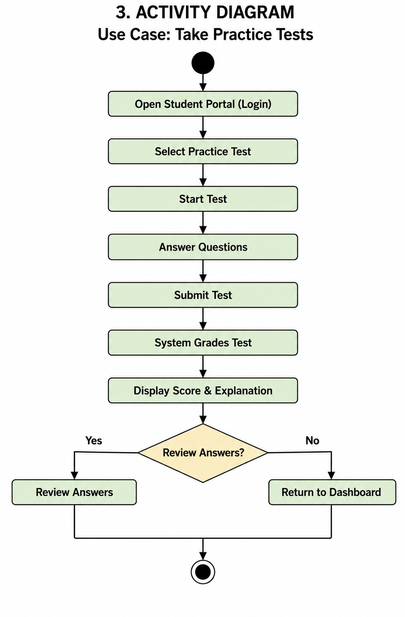 3. ACTIVITY DIAGRAM
Use Case: Take Practice Tests
Open Student Portal (Login)
Select Practice Test
Start Test
Answer Questions
Submit Test
System Grades Test
Display Score & Explanation
Review Answers?
Yes
No
Review Answers
Return to Dashboard